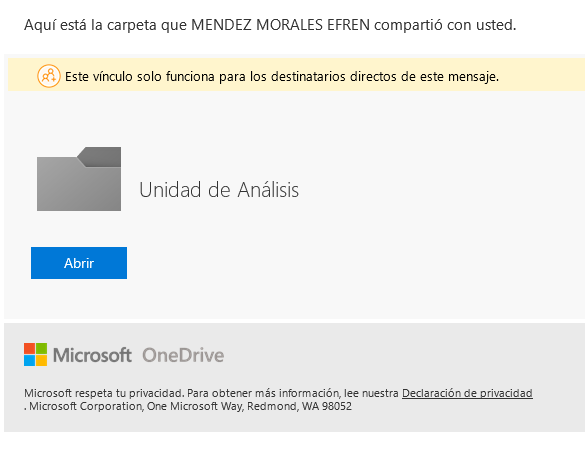 Aquí está la carpeta que MENDEZ MORALES EFREN compartió con usted.
Este vínculo solo funciona para los destinatarios directos de este mensaje.
Unidad de Análisis
Abrir
Microsoft OneDrive
Microsoft respeta tu privacidad. Para obtener más información, lee nuestra Declaración de privacidad
. Microsoft Corporation, One Microsoft Way, Redmond, WA 98052